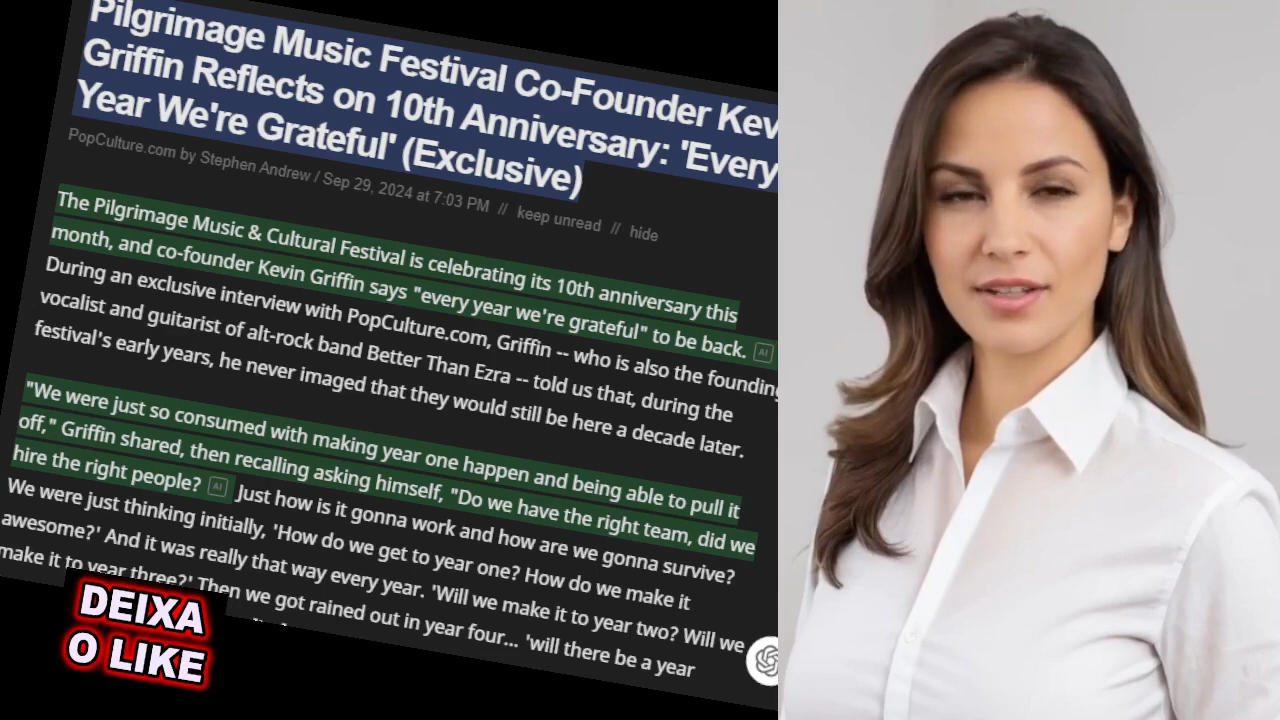 Pilgrimage Music Festival Co-Founder Kev
Griffin Reflects on 10th Anniversary: 'Every
Year We're Grateful' (Exclusive)
PopCulture.com by Stephen Andrew / Sep 29, 2024 at 7:03 PM // keep unread // hide
The Pilgrimage Music & Cultural Festival is celebrating its 10th anniversary this
month, and co-founder Kevin Griffin says "every year we're grateful" to be back. AI
During an exclusive interview with PopCulture.com, Griffin -- who is also the founding
vocalist and guitarist of alt-rock band Better Than Ezra -- told us that, during the
festival's early years, he never imaged that they would still be here a decade later.
"We were just so consumed with making year one happen and being able to pull it
off," Griffin shared, then recalling asking himself, "Do we have the right team, did we
hire the right people? AI Just how is it gonna work and how are we gonna survive?
We were just thinking initially, 'How do we get to year one? How do we make it
awesome?' And it was really that way every year. 'Will we make it to year two? Will we
make it to year three?' Then we got rained out in year four... 'will there be a year
DEIXA
O LIKE